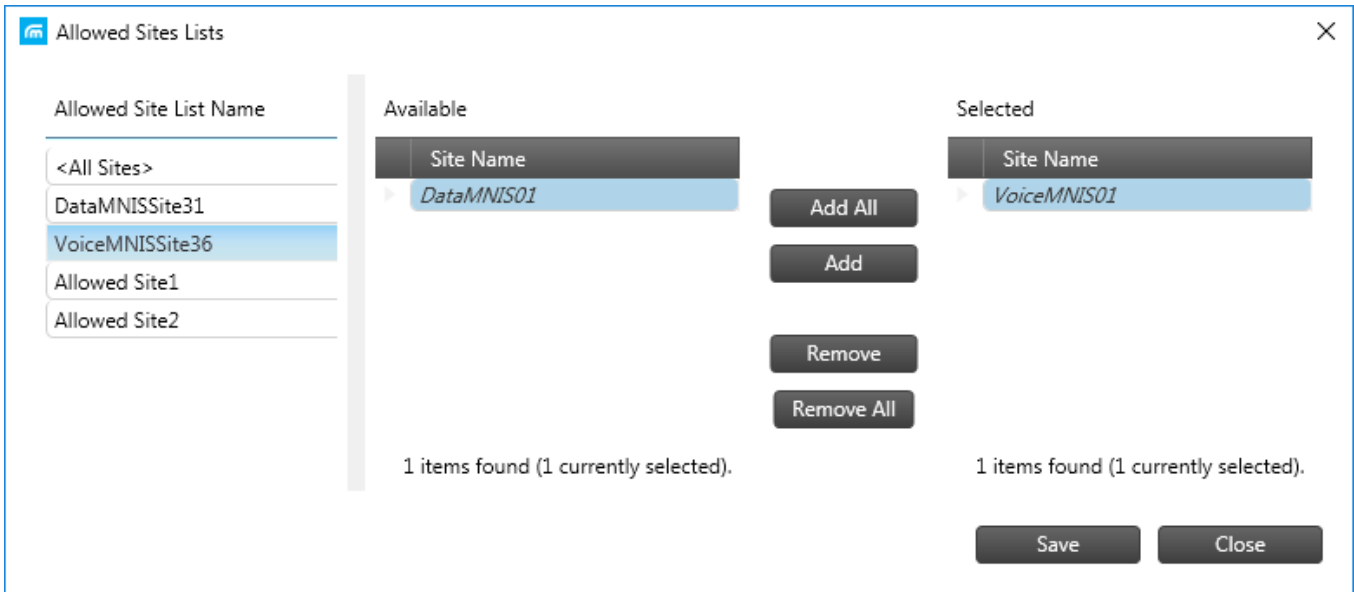 Allowed Sites Lists
Allowed Site List Name
<All Sites>
DataMNISSite31
VoiceMNISSite36
Allowed Site1
Allowed Site2
Available
Site Name
DataMNIS01
Add All
Add
Remove
Remove All
1 items found (1 currently selected).
Selected
Site Name
VoiceMNIS01
1 items found (1 currently selected).
Save
Close